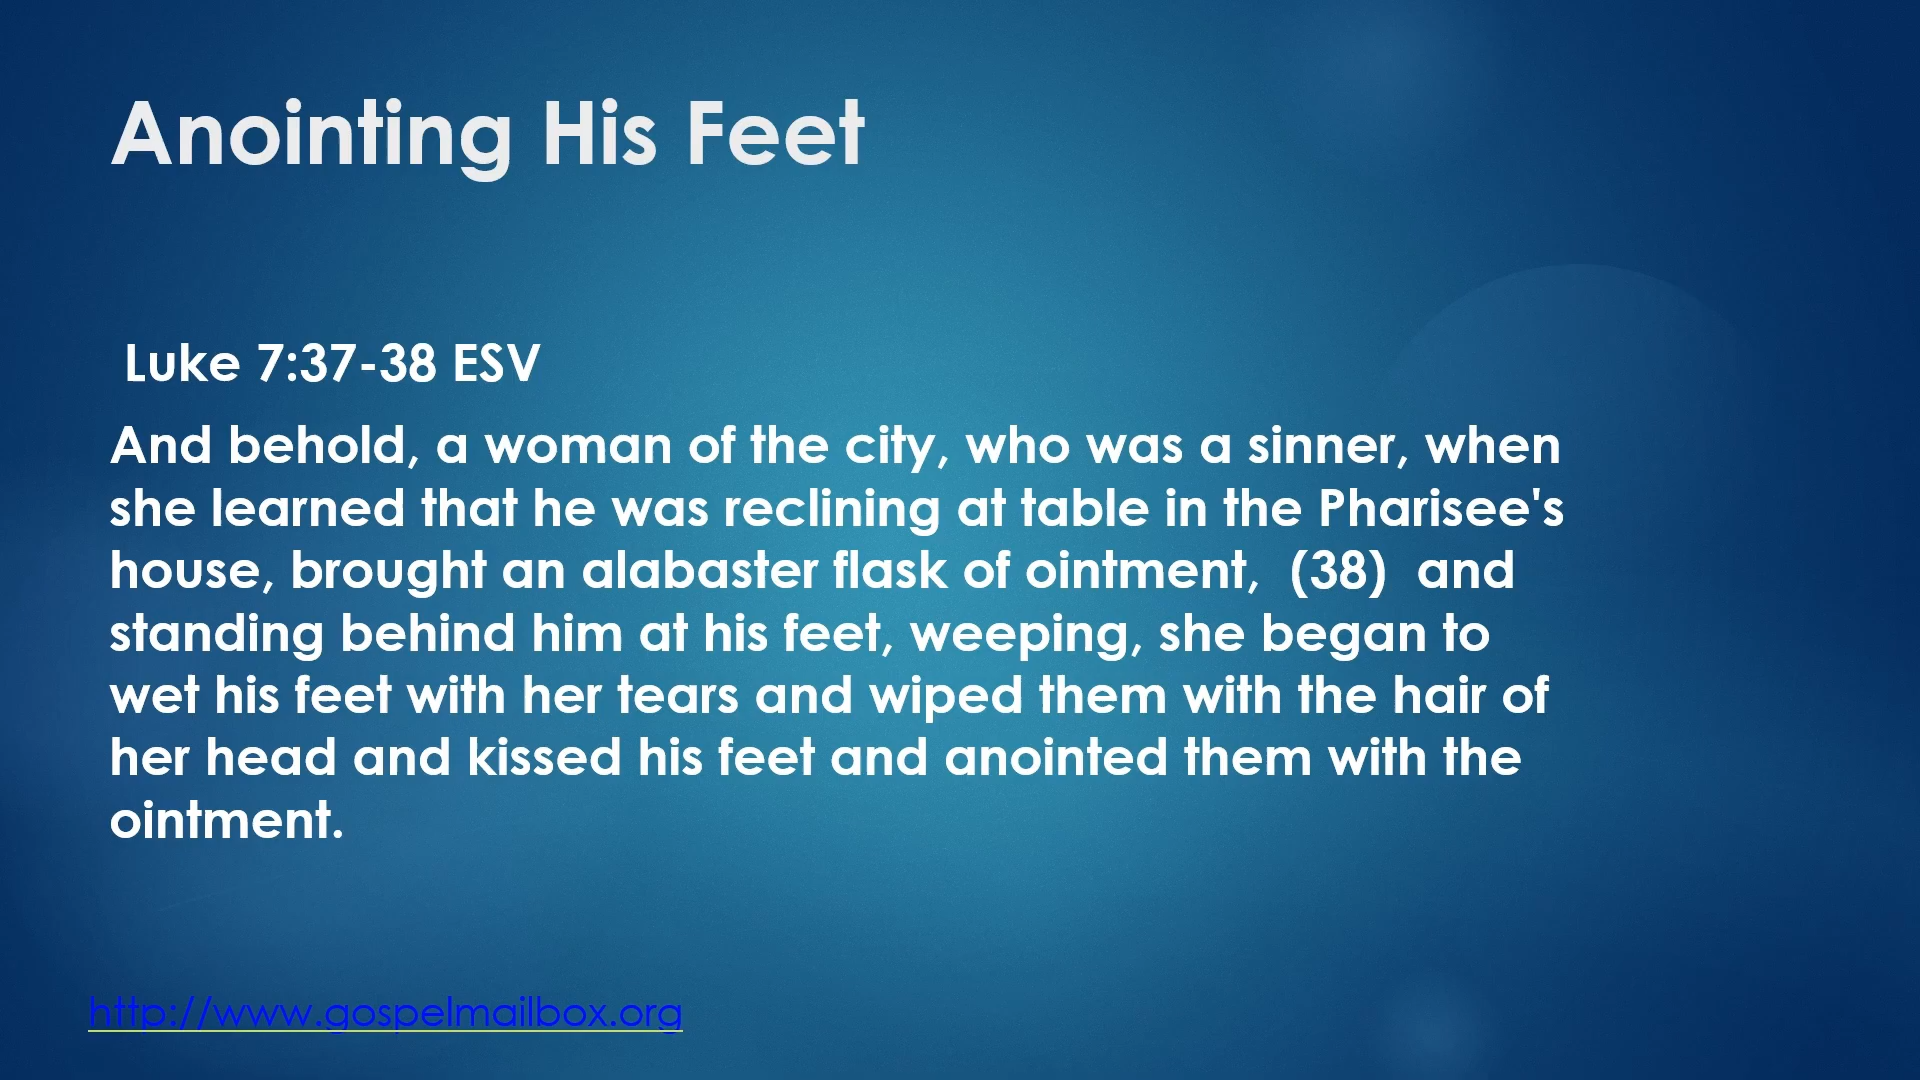 Anointing His Feet
Luke 7:37-38 ESV
And behold, a woman of the city, who was a sinner, when
she learned that he was reclining at table in the Pharisee's
house, brought an alabaster flask of ointment,  (38)  and
standing behind him at his feet, weeping, she began to
wet his feet with her tears and wiped them with the hair of
her head and kissed his feet and anointed them with the
ointment.
http://www.gospelmailbox.org